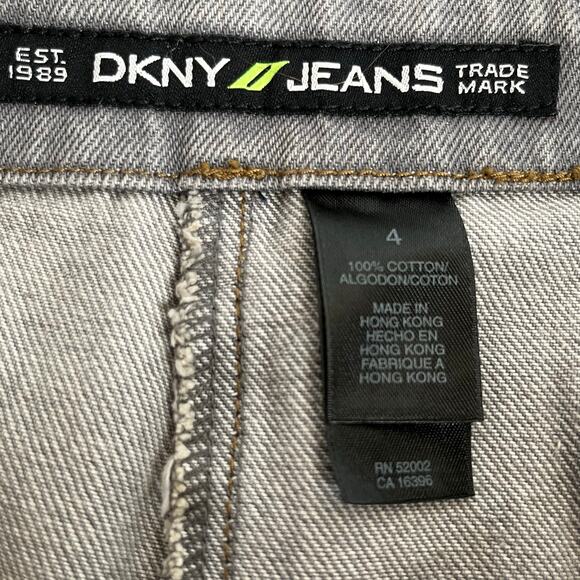 EST. 1989 DKNY JEANS TRADE MARK
4
100% COTTON/
ALGODON/COTON
MADE IN
HONG KONG
HECHO EN
HONG KONG
FABRIQUE A
HONG KONG
RN 52002
CA 16396